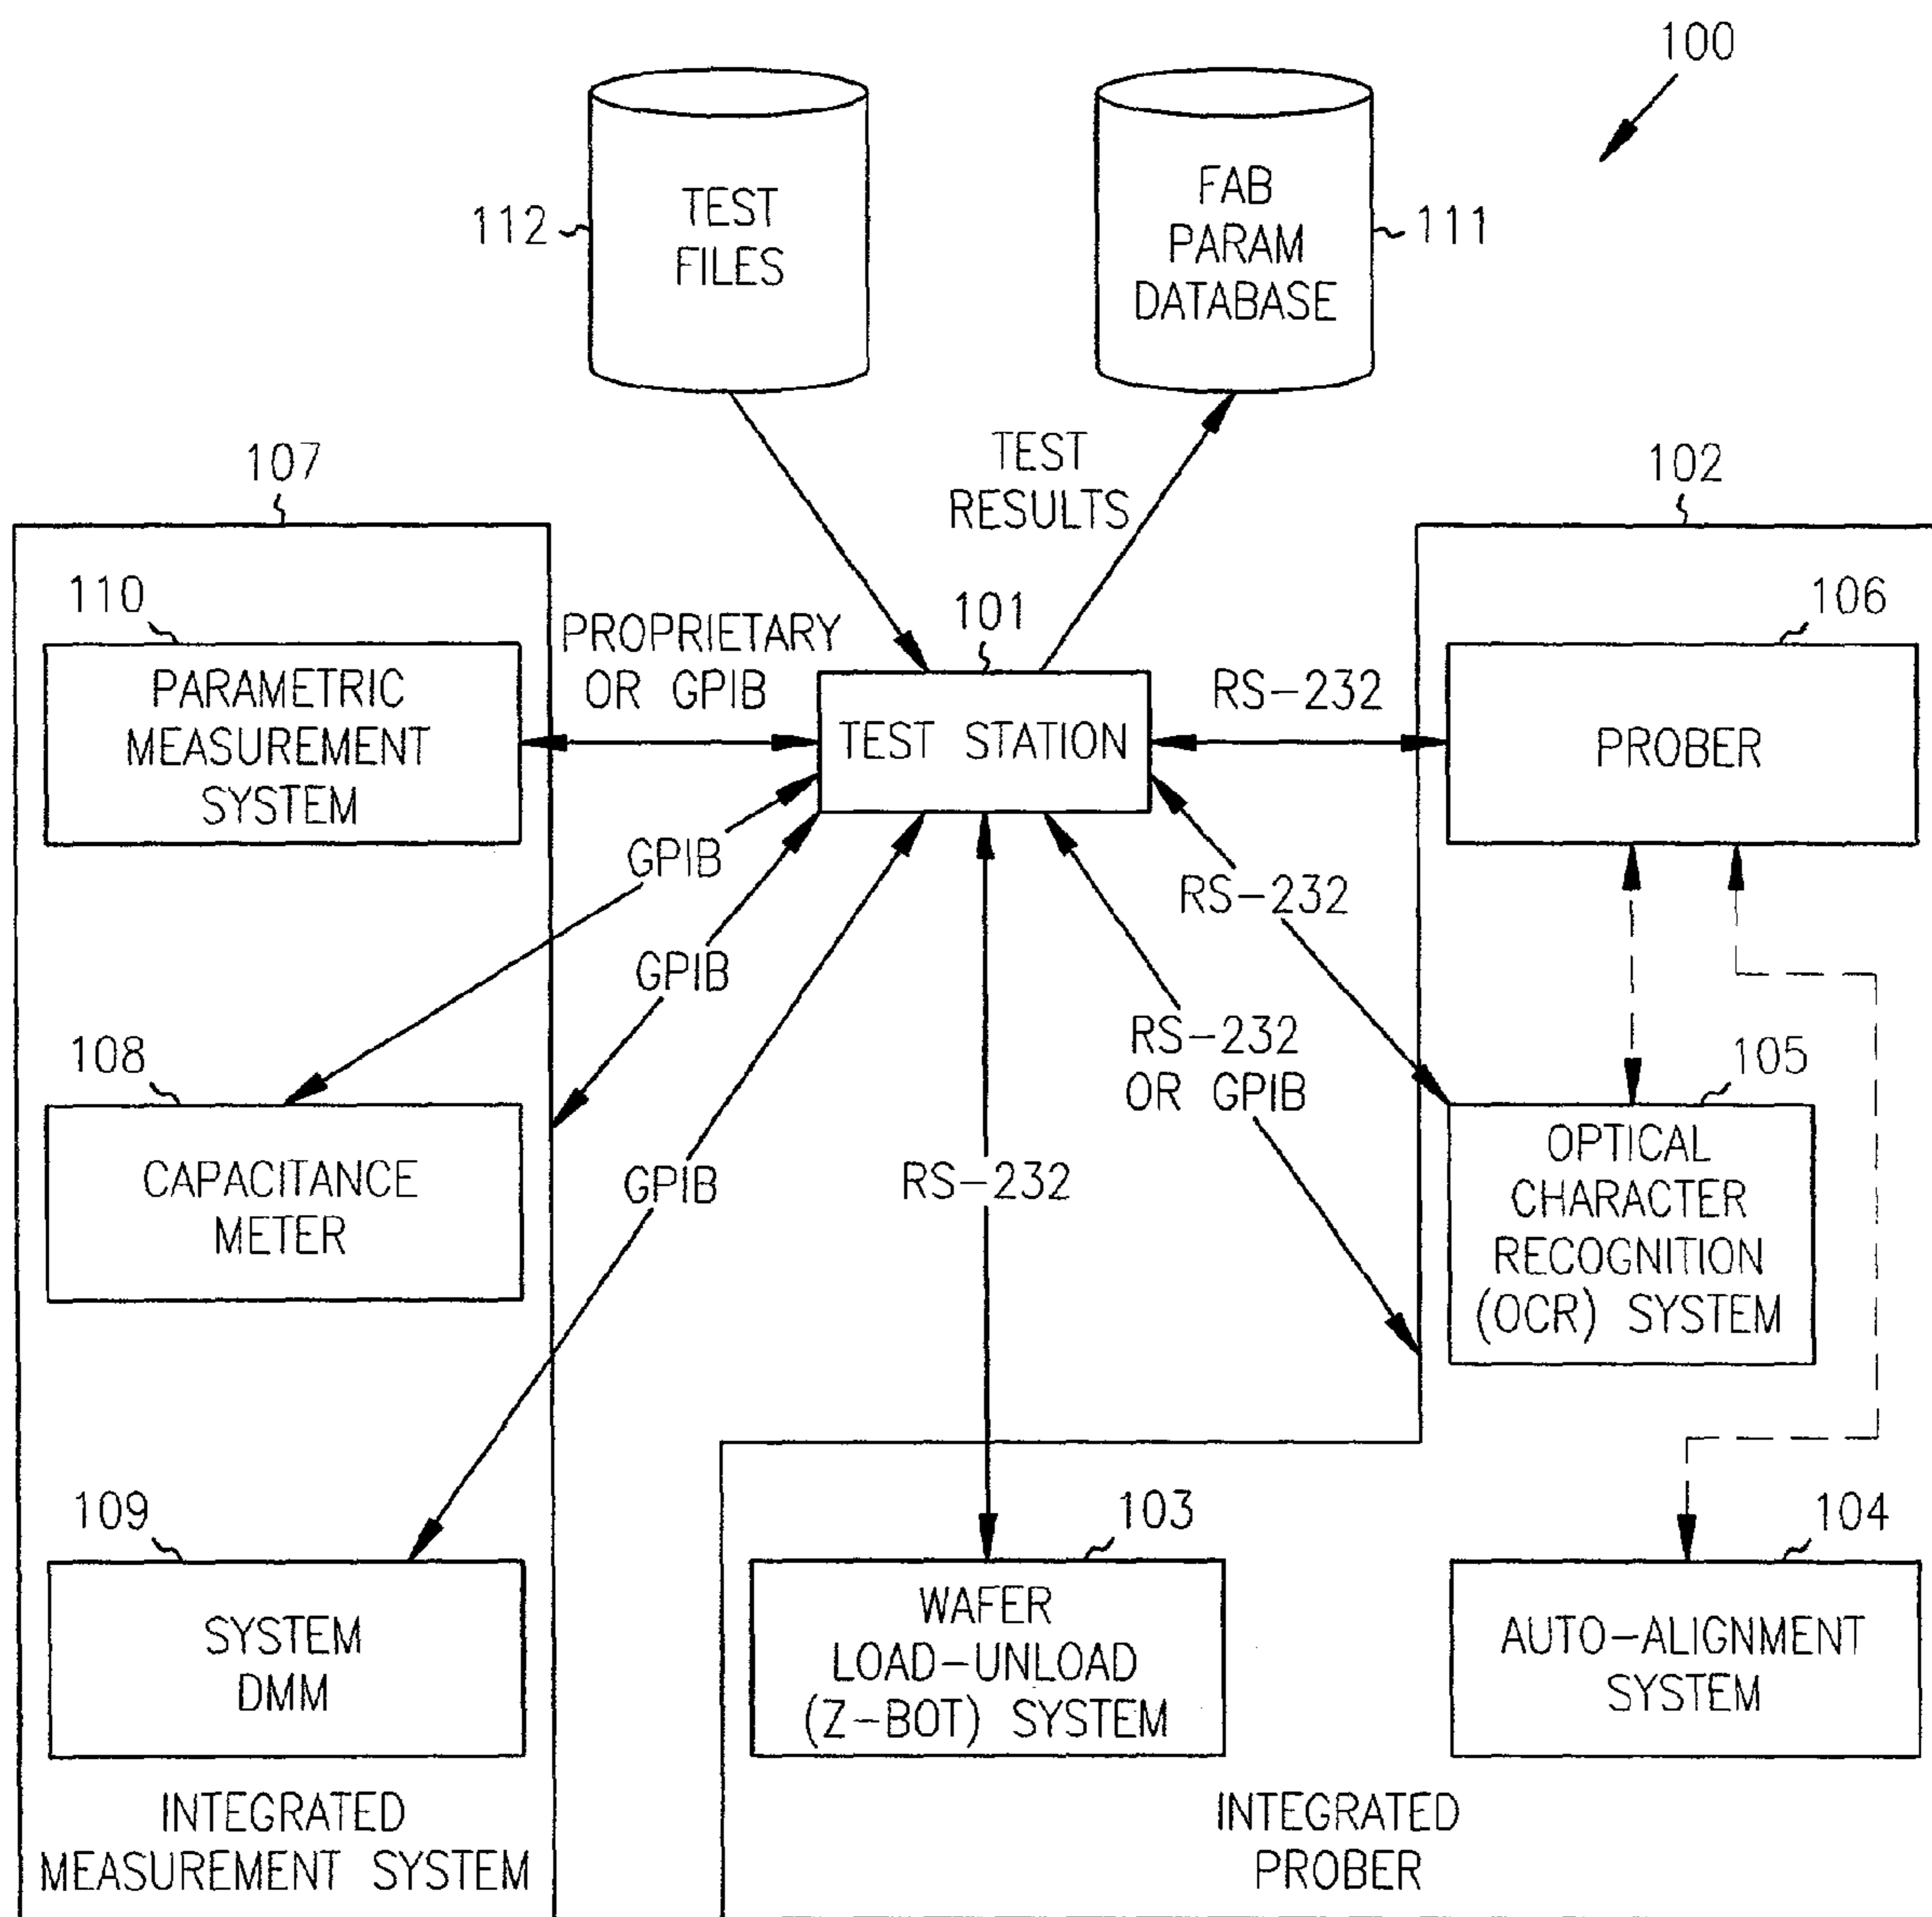 100
112
TEST
FILES
FAB
PARAM
DATABASE
111
TEST
RESULTS
107
102
110
PARAMETRIC
MEASUREMENT
SYSTEM
PROPRIETARY
OR GPIB
101
TEST STATION
RS-232
106
PROBER
GPIB
GPIB
GPIB
RS-232
RS-232
OR GPIB
RS-232
108
CAPACITANCE
METER
105
OPTICAL
CHARACTER
RECOGNITION
(OCR) SYSTEM
109
SYSTEM
DMM
103
WAFER
LOAD-UNLOAD
(Z-BOT) SYSTEM
104
AUTO-ALIGNMENT
SYSTEM
INTEGRATED
MEASUREMENT SYSTEM
INTEGRATED
PROBER